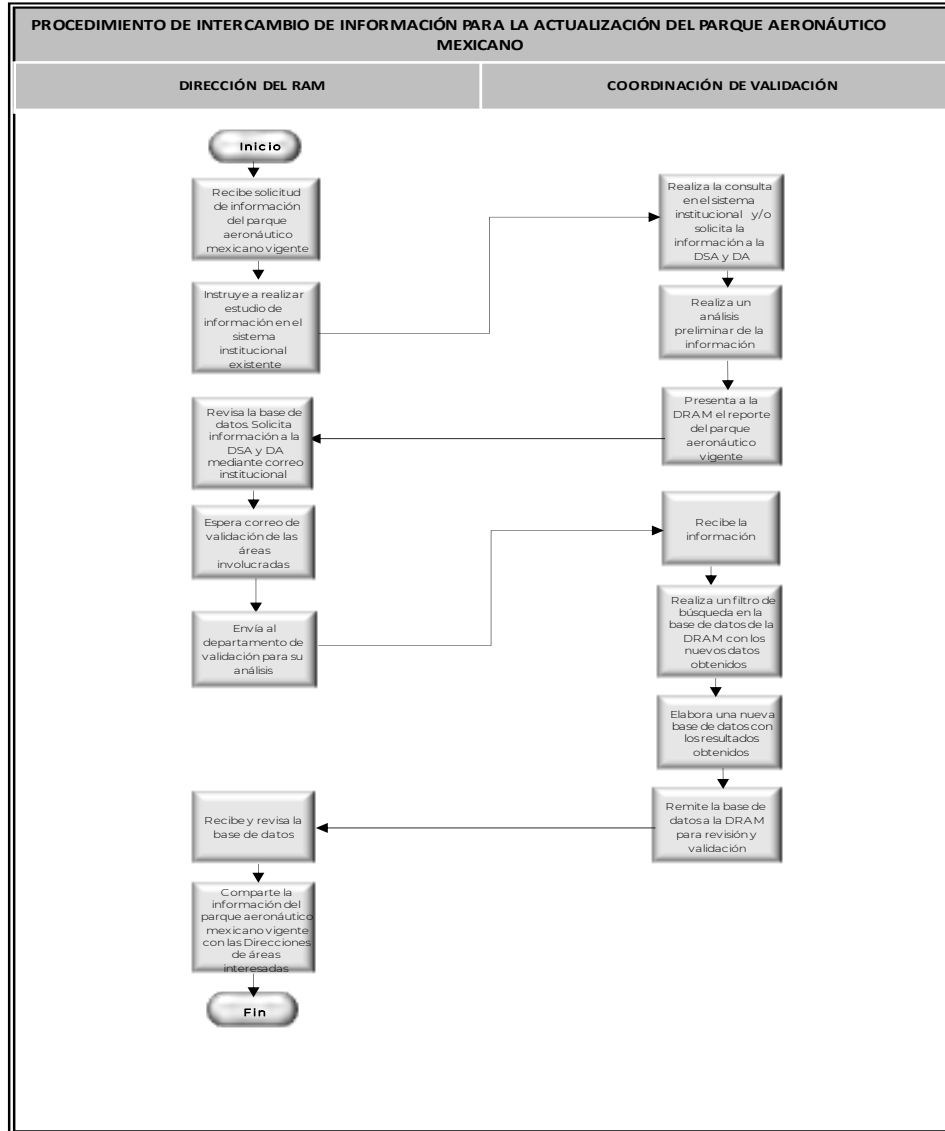 PROCEDIMIENTO DE INTERCAMBIO DE INFORMACIÓN PARA LA ACTUALIZACIÓN DEL PARQUE AERONÁUTICO
MEXICANO
DIRECCIÓN DEL RAM
COORDINACIÓN DE VALIDACIÓN
Inicio
Recibe solicitud
de información
del parque
aeronáutico
mexicano vigente
Instruye a realizar
estudio de
información en el
sistema
institucional
existente
Realiza la consulta
en el sistema
institucional y/o
solicita la
información a la
DSA y DA
Realiza un
análisis
preliminar de la
información
Presenta a la
DRAM el reporte
del parque
aeronáutico
vigente
Revisa la base de
datos. Solicita
información a la
DSA y DA
mediante correo
institucional
Espera correo de
validación de las
áreas
involucradas
Envía al
departamento de
validación para su
análisis
Recibe la
información
Realiza un filtro de
búsqueda en la
base de datos de la
DRAM con los
nuevos datos
obtenidos
Elabora una nueva
base de datos con
los resultados
obtenidos
Remite la base de
datos a la DRAM
para revisión y
validación
Recibe y revisa la
base de datos
Comparte la
información del
parque aeronáutico
mexicano vigente
con las Direcciones
de áreas
interesadas
Fin